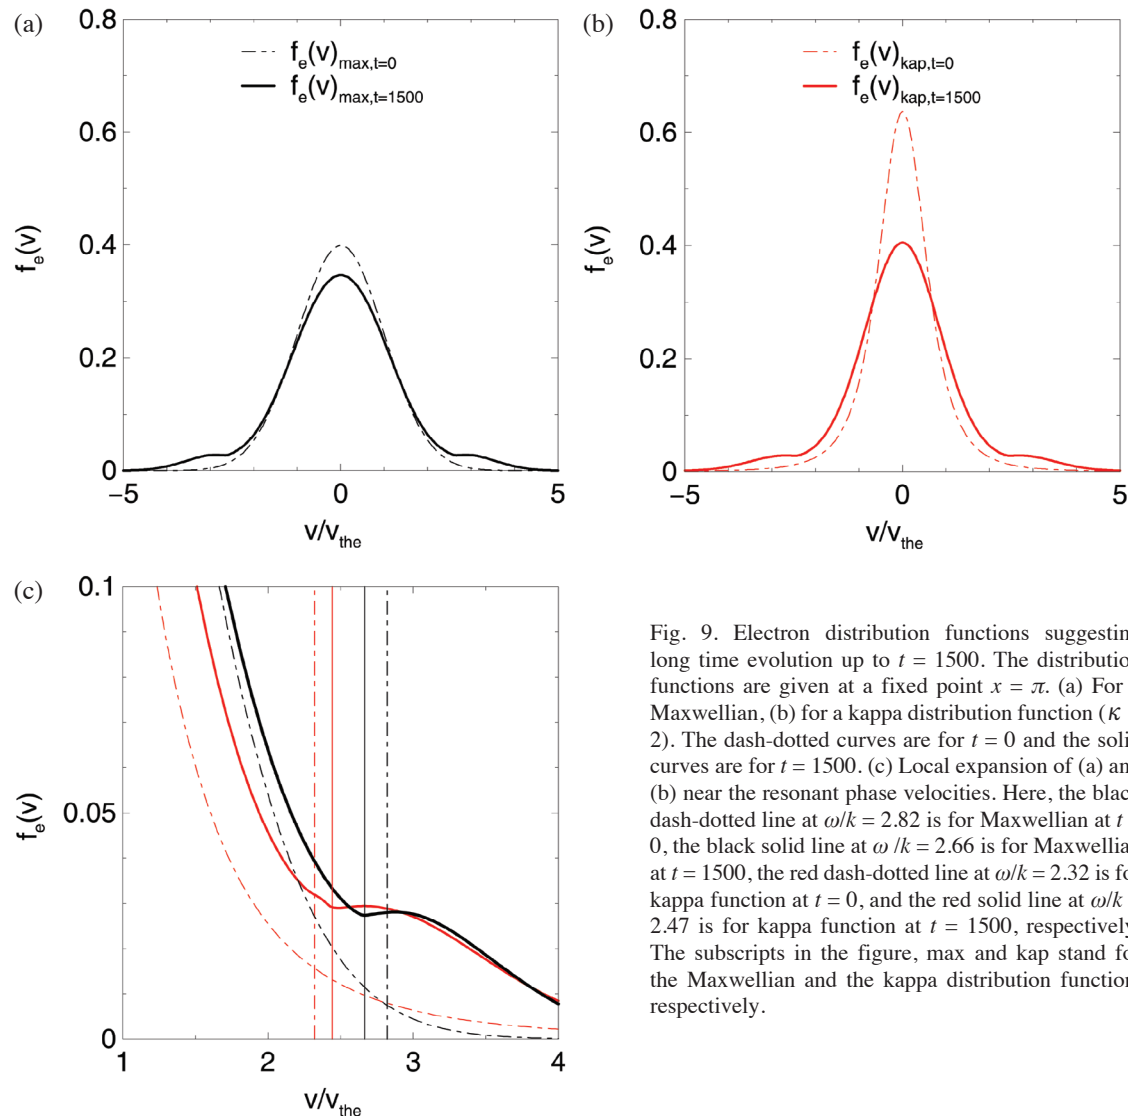 (a)
0.8
0.6
0.4
0.2
0
f_e(v)
f_e(v)_max,t=0
f_e(v)_max,t=1500
−5 0 5
v/v_the
(b)
0.8
0.6
0.4
0.2
0
f_e(v)
f_e(v)_kap,t=0
f_e(v)_kap,t=1500
−5 0 5
v/v_the
(c)
0.1
0.05
0
f_e(v)
1 2 3 4
v/v_the
Fig. 9. Electron distribution functions suggestin
long time evolution up to t = 1500. The distributio
functions are given at a fixed point x = π. (a) For
Maxwellian, (b) for a kappa distribution function (κ
2). The dash-dotted curves are for t = 0 and the soli
curves are for t = 1500. (c) Local expansion of (a) an
(b) near the resonant phase velocities. Here, the blac
dash-dotted line at ω/k = 2.82 is for Maxwellian at t
0, the black solid line at ω /k = 2.66 is for Maxwellia
at t = 1500, the red dash-dotted line at ω/k = 2.32 is fo
kappa function at t = 0, and the red solid line at ω/k
2.47 is for kappa function at t = 1500, respectively
The subscripts in the figure, max and kap stand fo
the Maxwellian and the kappa distribution function
respectively.